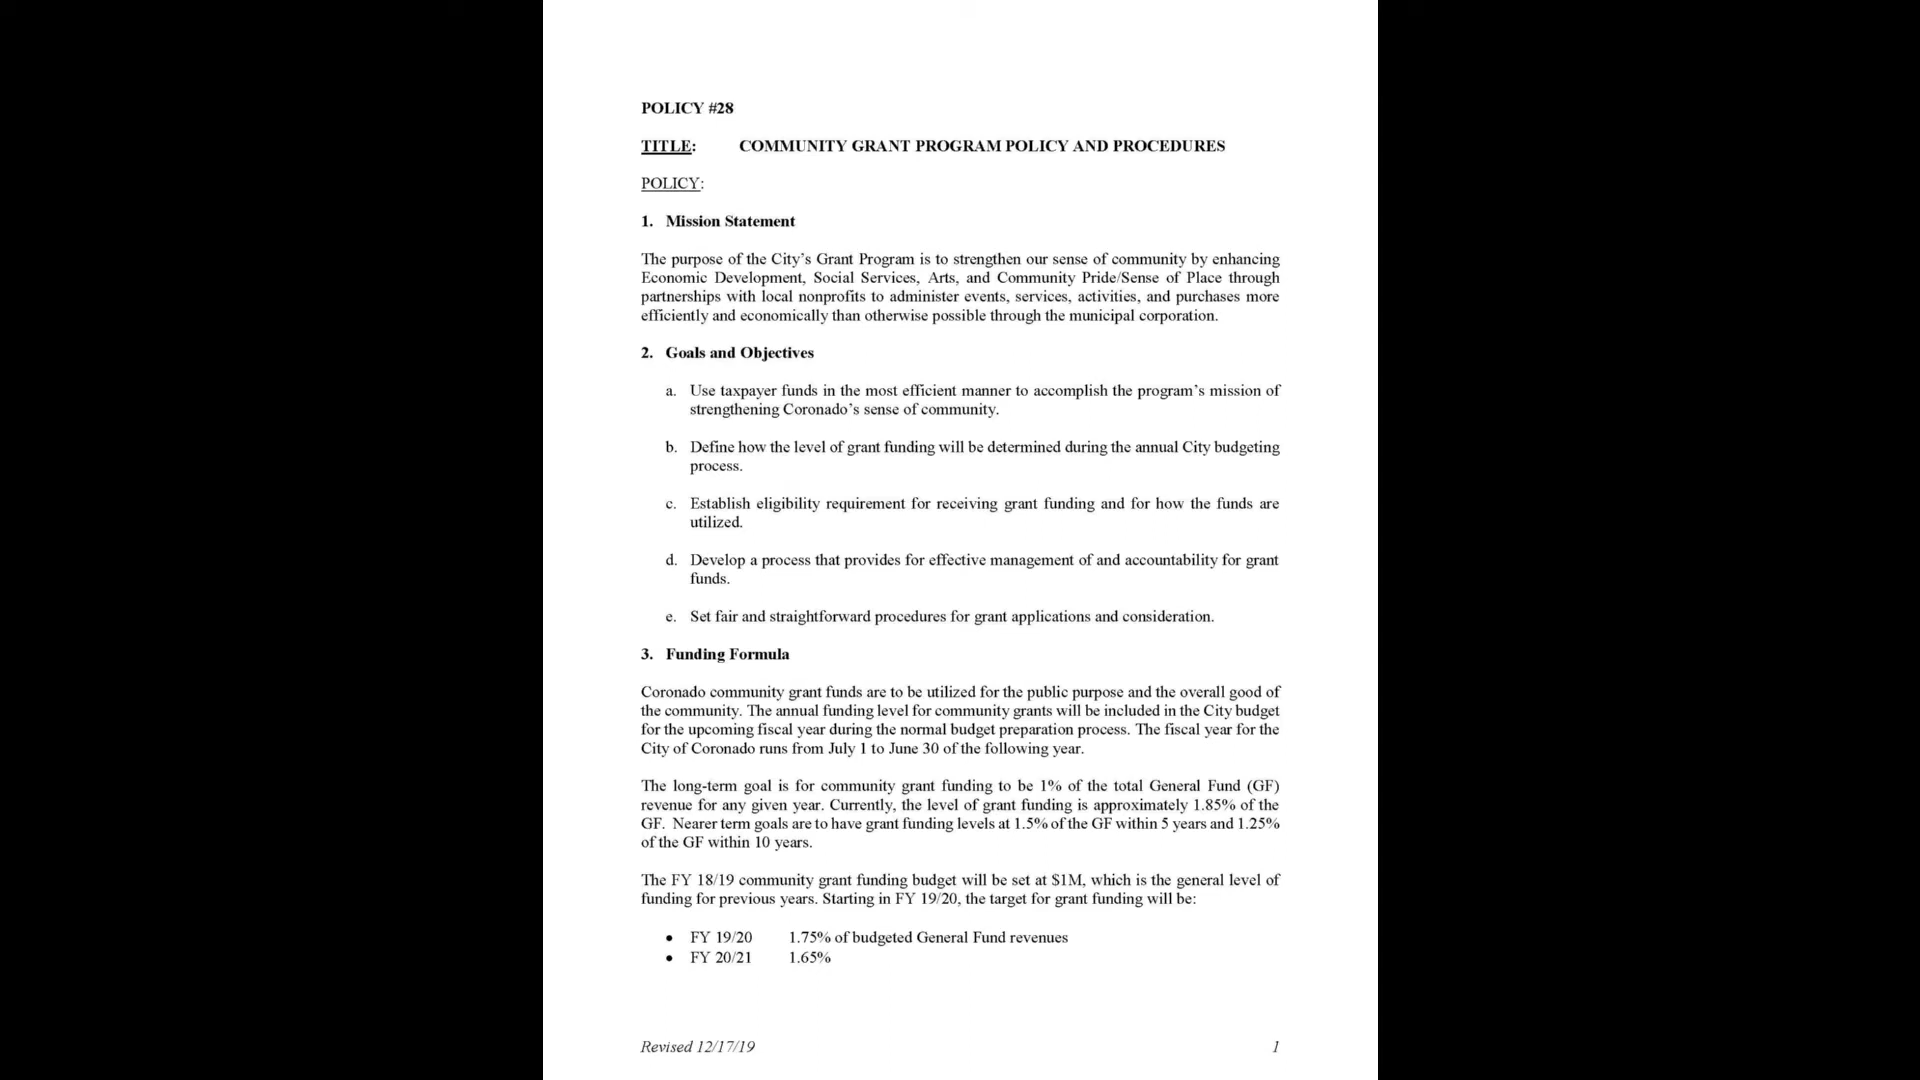 POLICY #28
TITLE: COMMUNITY GRANT PROGRAM POLICY AND PROCEDURES
POLICY:
1. Mission Statement
The purpose of the City’s Grant Program is to strengthen our sense of community by enhancing
Economic Development, Social Services, Arts, and Community Pride/Sense of Place through
partnerships with local nonprofits to administer events, services, activities, and purchases more
efficiently and economically than otherwise possible through the municipal corporation.
2. Goals and Objectives
a. Use taxpayer funds in the most efficient manner to accomplish the program’s mission of
strengthening Coronado’s sense of community.
b. Define how the level of grant funding will be determined during the annual City budgeting
process.
c. Establish eligibility requirement for receiving grant funding and for how the funds are
utilized.
d. Develop a process that provides for effective management of and accountability for grant
funds.
e. Set fair and straightforward procedures for grant applications and consideration.
3. Funding Formula
Coronado community grant funds are to be utilized for the public purpose and the overall good of
the community. The annual funding level for community grants will be included in the City budget
for the upcoming fiscal year during the normal budget preparation process. The fiscal year for the
City of Coronado runs from July 1 to June 30 of the following year.
The long-term goal is for community grant funding to be 1% of the total General Fund (GF)
revenue for any given year. Currently, the level of grant funding is approximately 1.85% of the
GF. Nearer term goals are to have grant funding levels at 1.5% of the GF within 5 years and 1.25%
of the GF within 10 years.
The FY 18/19 community grant funding budget will be set at $1M, which is the general level of
funding for previous years. Starting in FY 19/20, the target for grant funding will be:
• FY 19/20 1.75% of budgeted General Fund revenues
• FY 20/21 1.65%
Revised 12/17/19 1